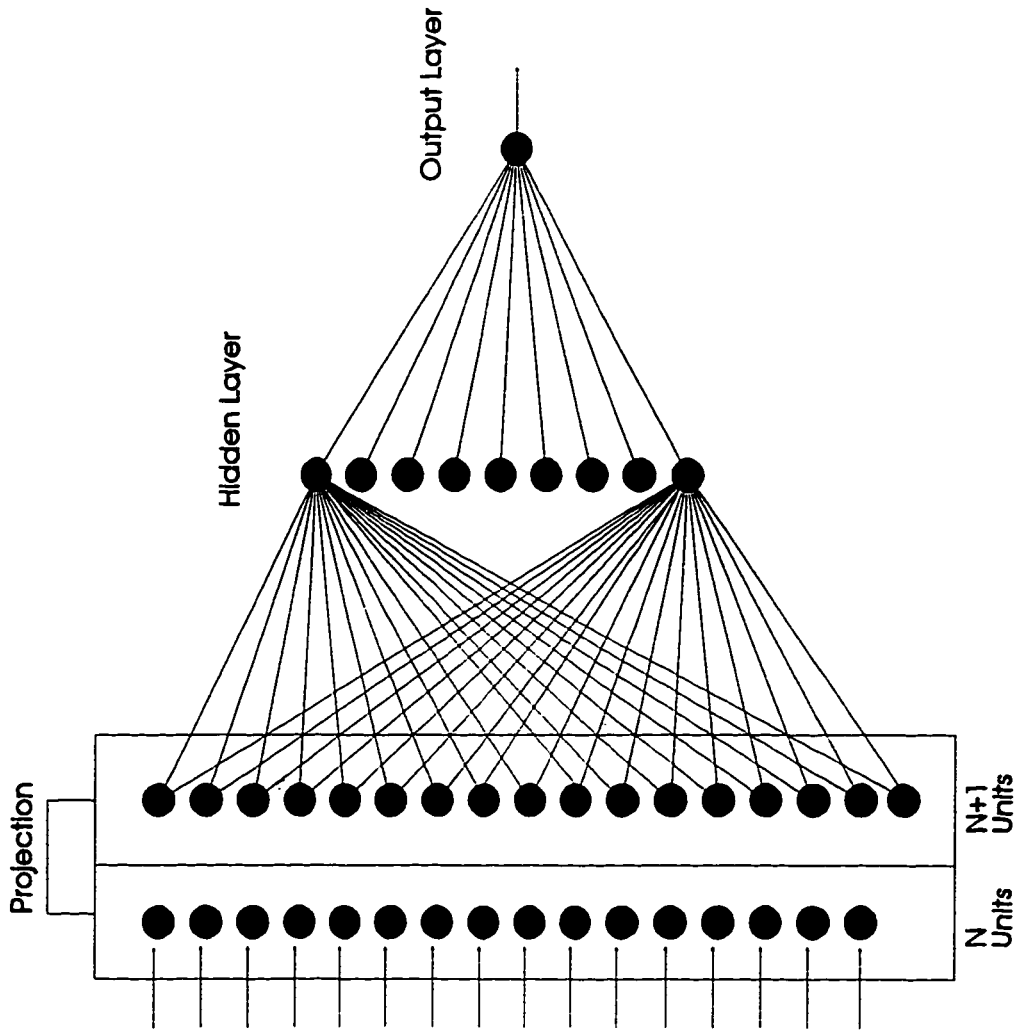 Projection
Hidden Layer
Output Layer
N
Units
N+1
Units